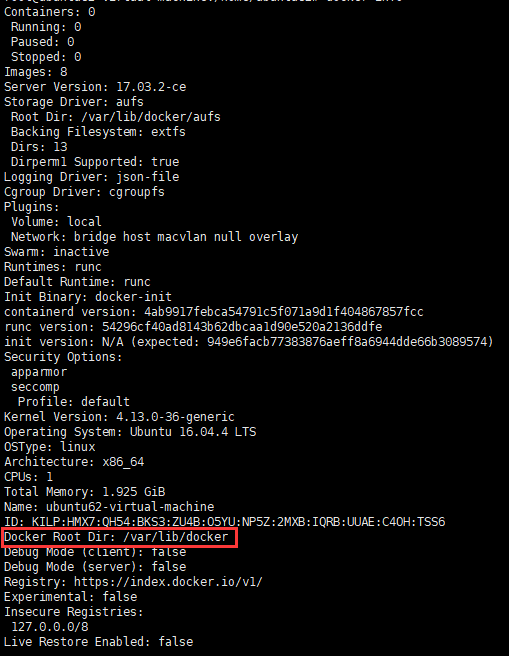 Containers: 0
 Running: 0
 Paused: 0
 Stopped: 0
Images: 8
Server Version: 17.03.2-ce
Storage Driver: aufs
 Root Dir: /var/lib/docker/aufs
 Backing Filesystem: extfs
 Dirs: 13
 Dirperm1 Supported: true
Logging Driver: json-file
Cgroup Driver: cgroupfs
Plugins:
 Volume: local
 Network: bridge host macvlan null overlay
Swarm: inactive
Runtimes: runc
Default Runtime: runc
Init Binary: docker-init
containerd version: 4ab9917febca54791c5f071a9d1f404867857fcc
runc version: 54296cf40ad8143b62dbcaa1d90e520a2136ddfe
init version: N/A (expected: 949e6facb77383876aeff8a6944dde66b3089574)
Security Options:
 apparmor
 seccomp
  Profile: default
Kernel Version: 4.13.0-36-generic
Operating System: Ubuntu 16.04.4 LTS
OSType: linux
Architecture: x86_64
CPUs: 1
Total Memory: 1.925 GiB
Name: ubuntu62-virtual-machine
ID: KILP:HMX7:QH54:BKS3:ZU4B:O5YU:NP5Z:2MXB:IQRB:UUAE:C4OH:TSS6
Docker Root Dir: /var/lib/docker
Debug Mode (client): false
Debug Mode (server): false
Registry: https://index.docker.io/v1/
Experimental: false
Insecure Registries:
 127.0.0.0/8
Live Restore Enabled: false